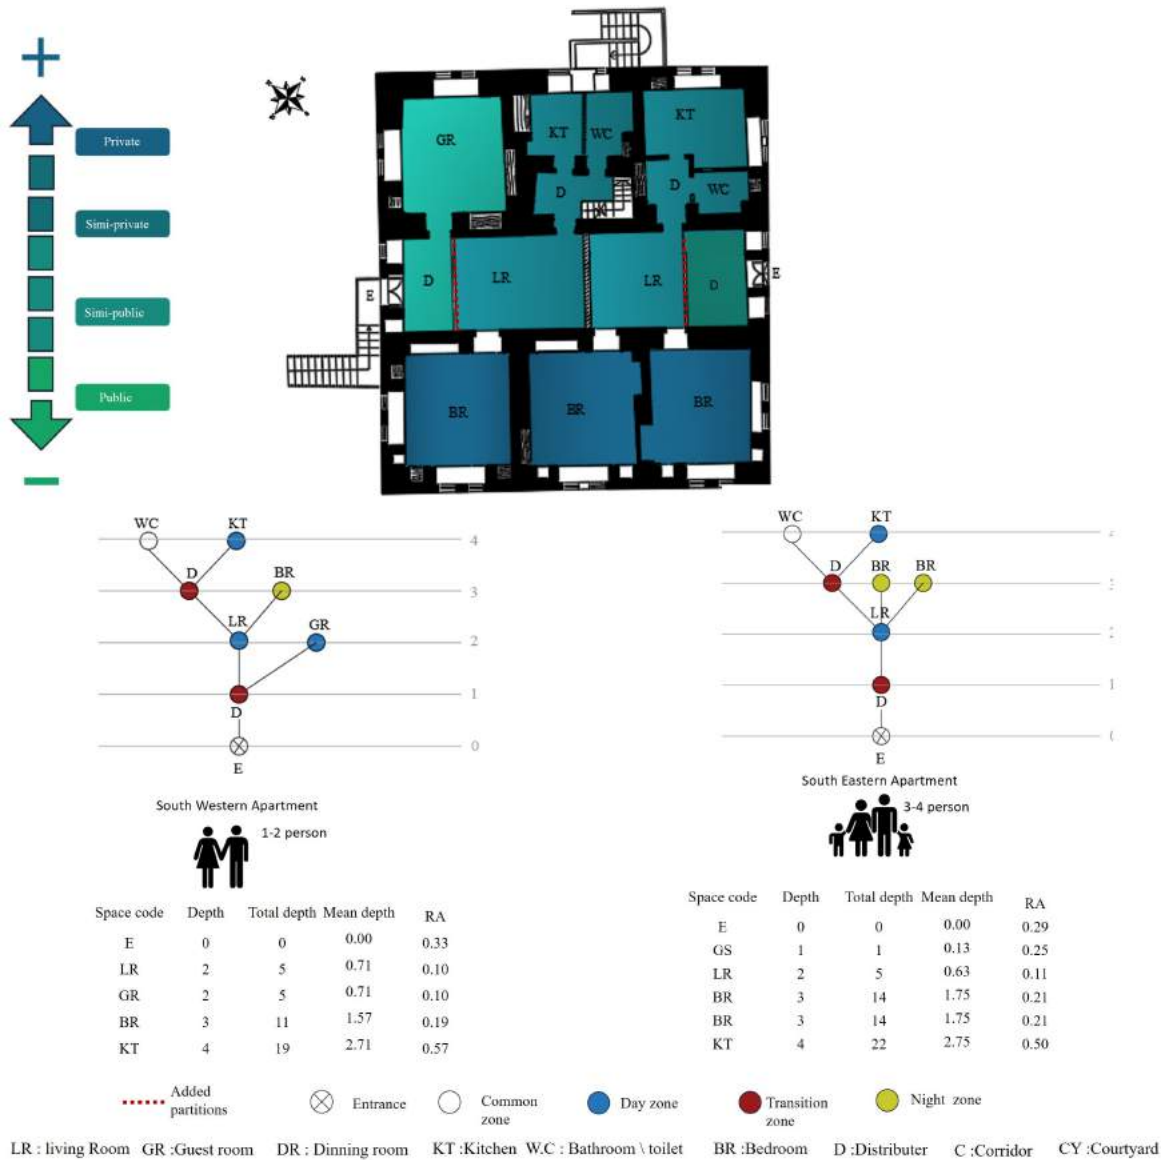 Private
Simi-private
Simi-public
Public
GR
KT
WC
KT
D
D
WC
D
LR
LR
D
E
E
BR
BR
BR
WC
KT
4
D
BR
3
LR
GR
2
1
D
0
E
WC
KT
D
BR
BR
LR
D
E
South Western Apartment
1-2 person
South Eastern Apartment
3-4 person
Space code Depth Total depth Mean depth RA
E 0 0 0.00 0.33
LR 2 5 0.71 0.10
GR 2 5 0.71 0.10
BR 3 11 1.57 0.19
KT 4 19 2.71 0.57
Space code Depth Total depth Mean depth RA
E 0 0 0.00 0.29
GS 1 1 0.13 0.25
LR 2 5 0.63 0.11
BR 3 14 1.75 0.21
BR 3 14 1.75 0.21
KT 4 22 2.75 0.50
Added
partitions
Entrance
Common
zone
Day zone
Transition
zone
Night zone
LR : living Room GR :Guest room DR : Dinning room KT :Kitchen W.C : Bathroom \ toilet BR :Bedroom D :Distributer C :Corridor CY :Courtyard